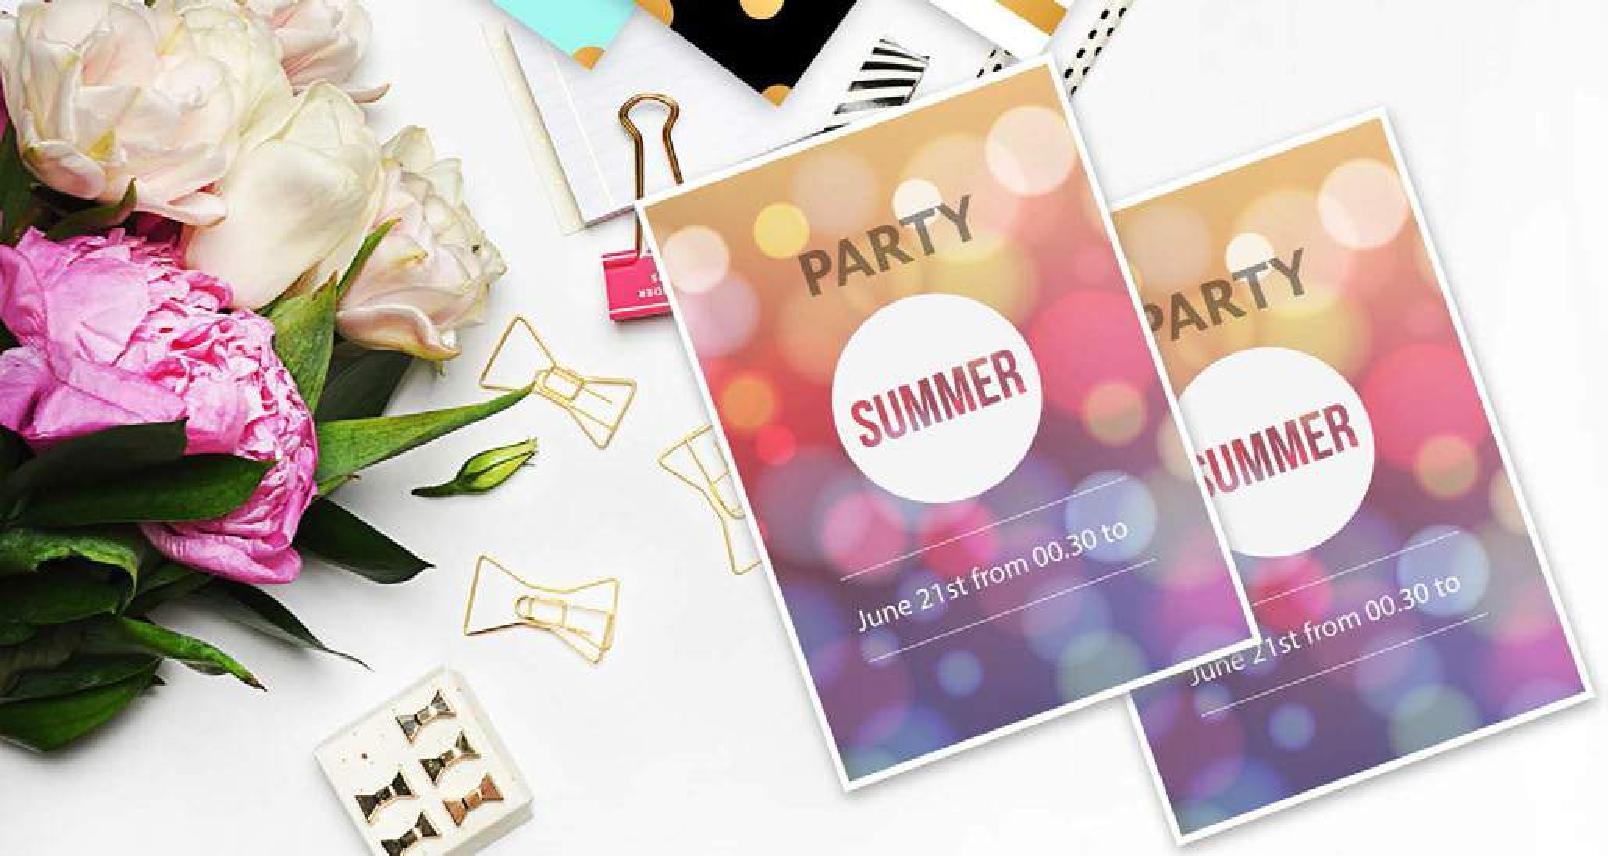 PARTY
SUMMER
June 21st from 00.30 to
PARTY
SUMMER
June 21st from 00.30 to